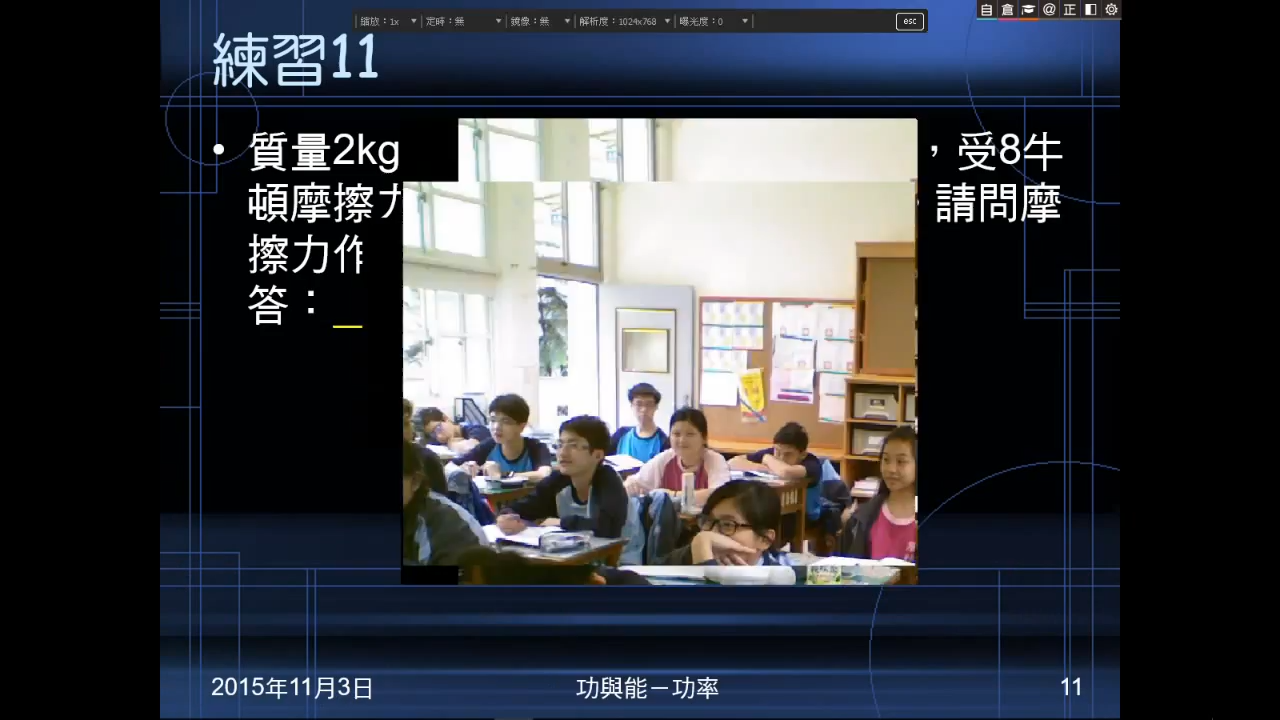 縮放：1x 定時：無 鏡像：無 解析度：1024x768 曝光度：0 esc
自 倉 @ 正
練習11
• 質量2kg ，受8牛
頓摩擦力 請問摩
擦力作
答：_
2015年11月3日 功與能－功率 11